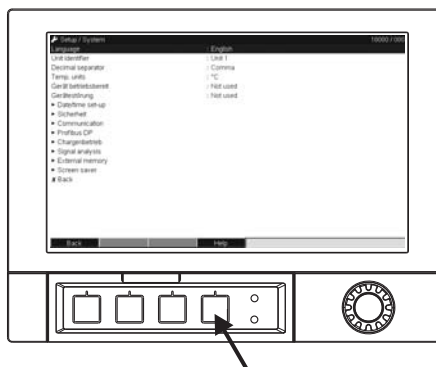 Setup / System 10000 / 000
Language : English
Unit identifier : Unit 1
Decimal separator : Comma
Temp. units : °C
Gerät betriebsbereit : Not used
Gerätestörung : Not used
Date/time set-up
Sicherheit
Communication
Profibus DP
Chargenbetrieb
Signal analysis
External memory
Screen saver
Back
Back Help